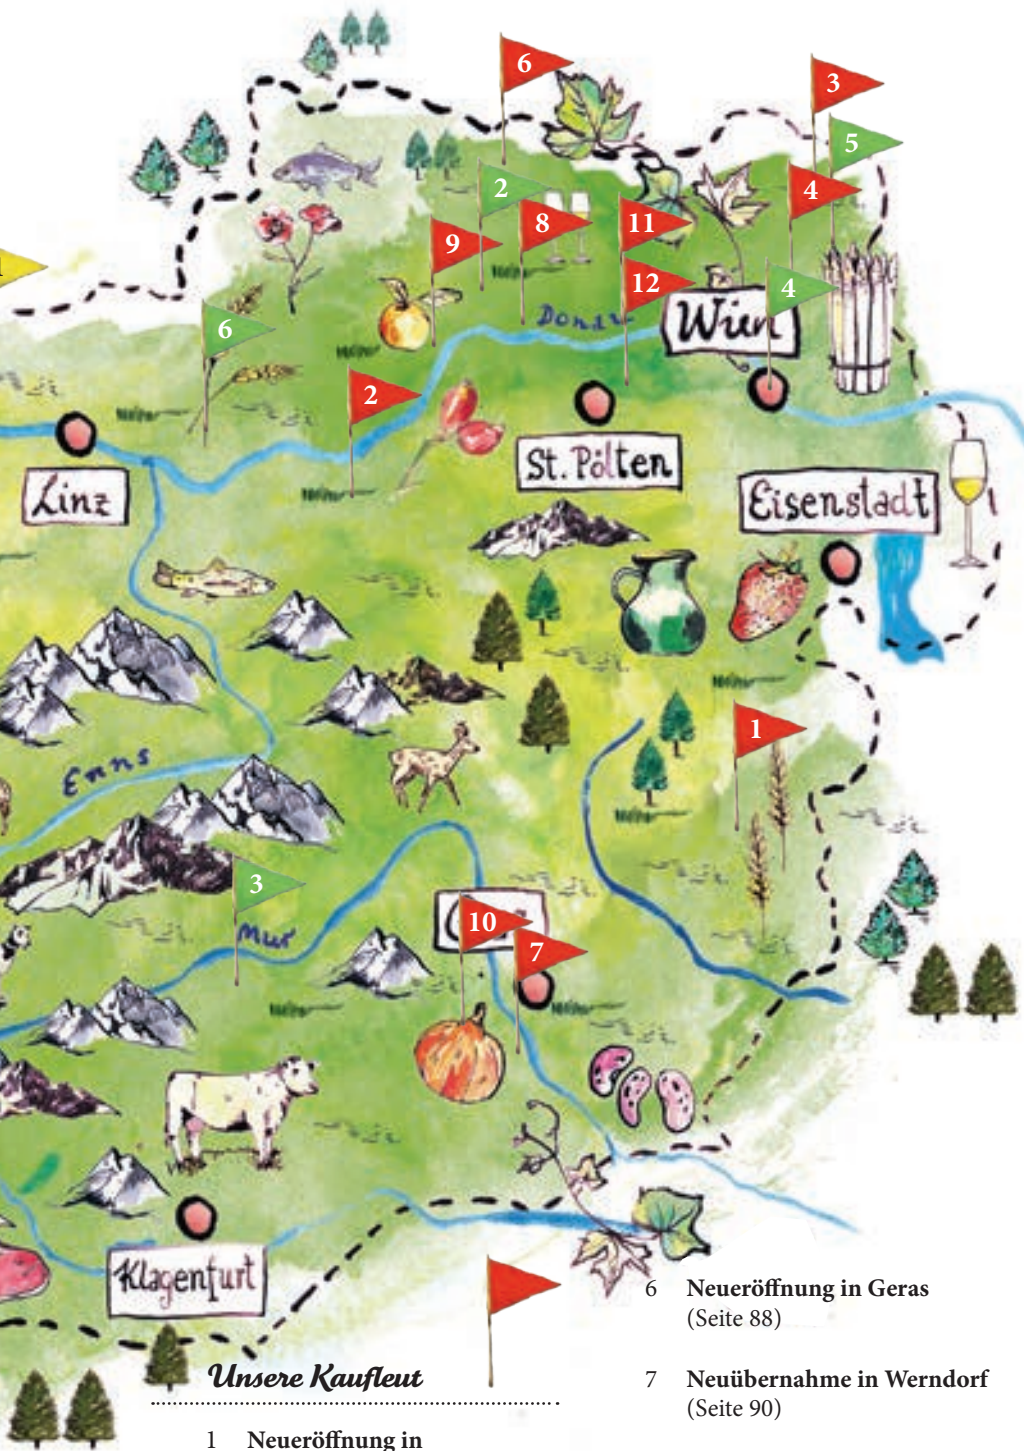 6
3
5
2
4
8
11
9
12
4
Donau
Wien
6
2
St. Pölten
Linz
Eisenstadt
1
Enns
3
Mur
10
7
Klagenfurt
Unsere Kaufleut
1 Neueröffnung in
6 Neueröffnung in Geras
(Seite 88)
7 Neuübernahme in Werndorf
(Seite 90)